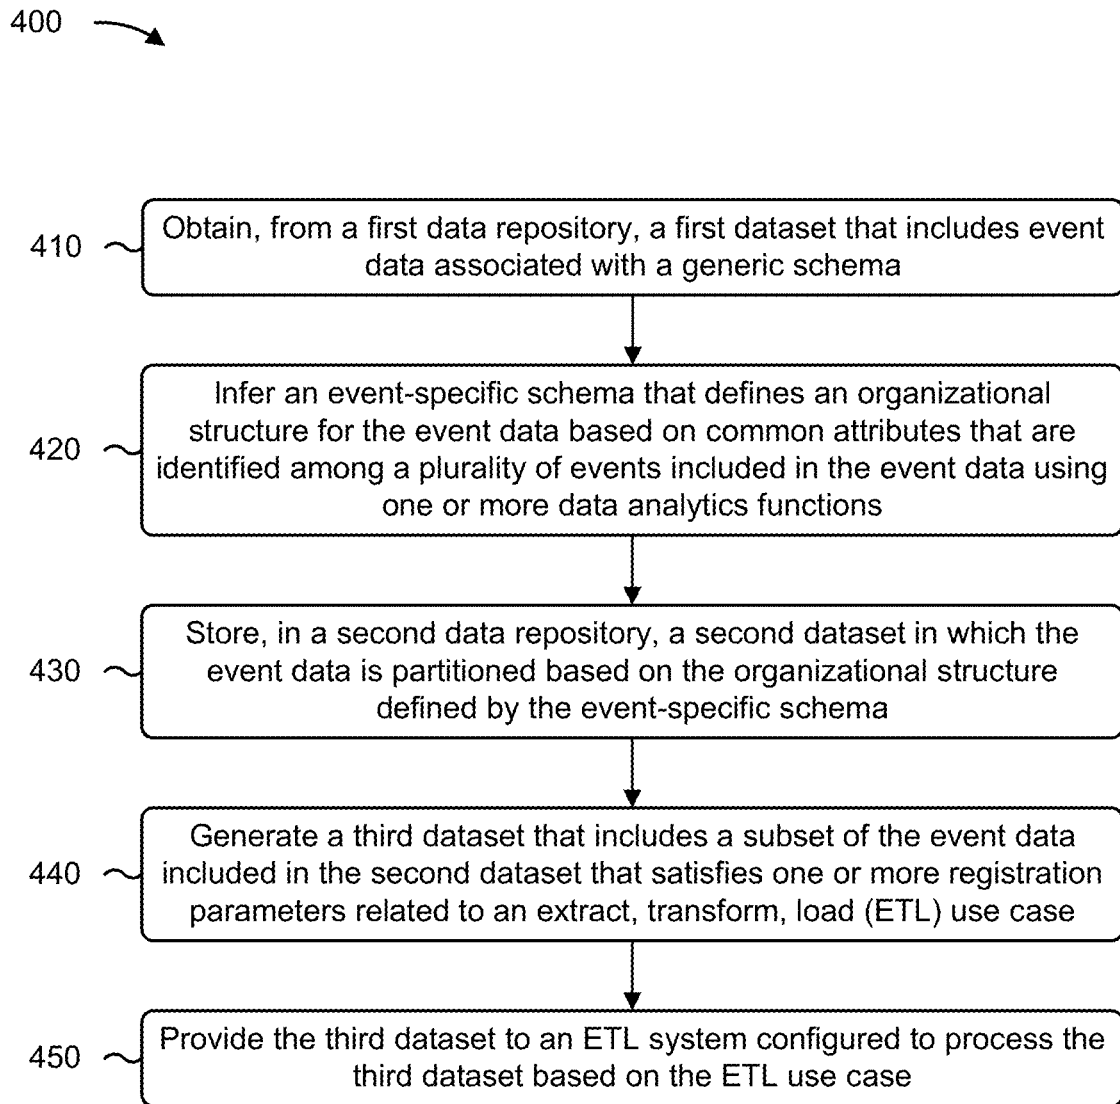 400
410
Obtain, from a first data repository, a first dataset that includes event
data associated with a generic schema
420
Infer an event-specific schema that defines an organizational
structure for the event data based on common attributes that are
identified among a plurality of events included in the event data using
one or more data analytics functions
430
Store, in a second data repository, a second dataset in which the
event data is partitioned based on the organizational structure
defined by the event-specific schema
440
Generate a third dataset that includes a subset of the event data
included in the second dataset that satisfies one or more registration
parameters related to an extract, transform, load (ETL) use case
450
Provide the third dataset to an ETL system configured to process the
third dataset based on the ETL use case